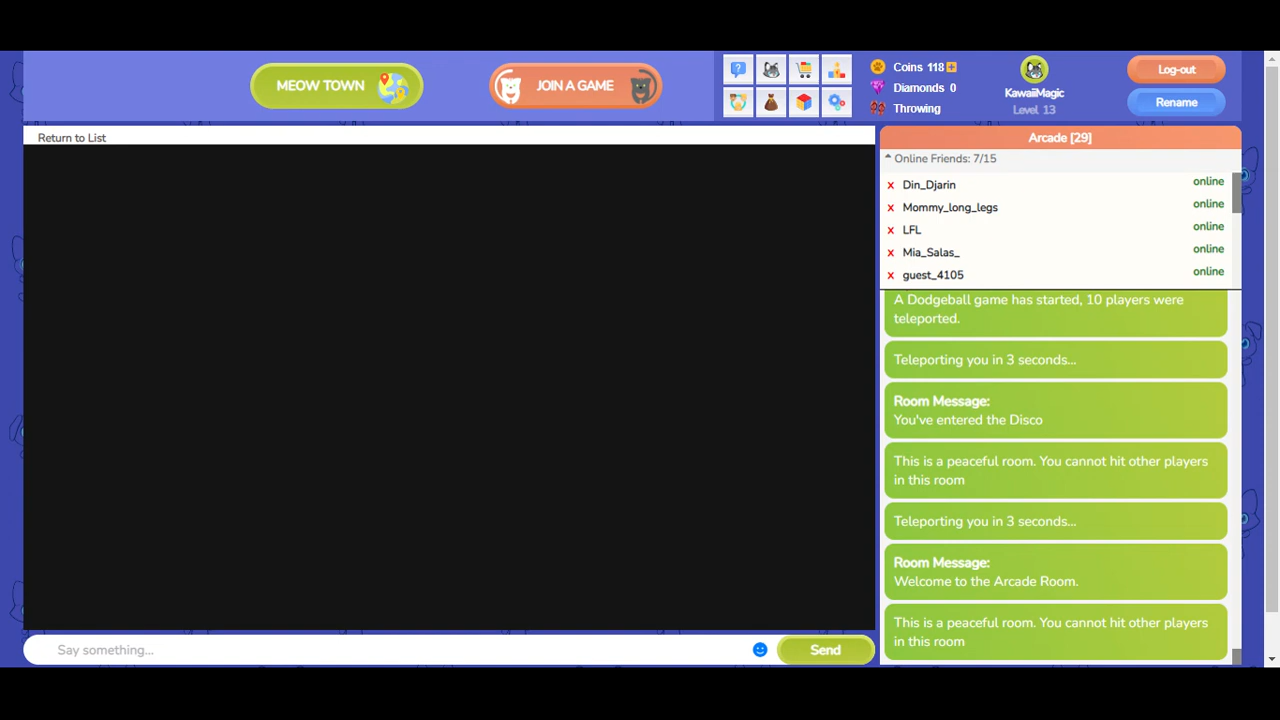 MEOW TOWN
JOIN A GAME
Coins 118
Diamonds 0
Throwing
KawaiiMagic
Level 13
Log-out
Rename
Return to List
Arcade [29]
Online Friends: 7/15
x Din_Djarin online
x Mommy_long_legs online
x LFL online
x Mia_Salas_ online
x guest_4105 online
A Dodgeball game has started, 10 players were
teleported.
Teleporting you in 3 seconds...
Room Message:
You've entered the Disco
This is a peaceful room. You cannot hit other players
in this room
Teleporting you in 3 seconds...
Room Message:
Welcome to the Arcade Room.
This is a peaceful room. You cannot hit other players
in this room
Say something...
Send